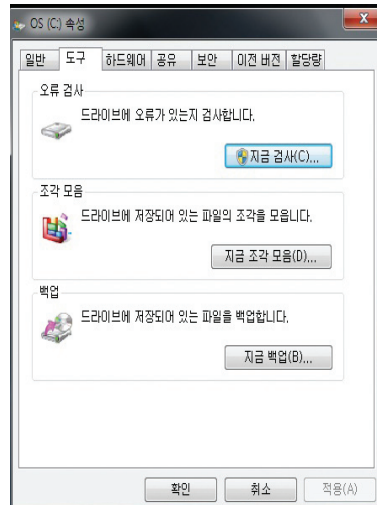 OS (C:) 속성
일반 도구 하드웨어 공유 보안 이전 버전 할당량
오류 검사
드라이브에 오류가 있는지 검사합니다.
지금 검사(C)...
조각 모음
드라이브에 저장되어 있는 파일의 조각을 모읍니다.
지금 조각 모음(D)...
백업
드라이브에 저장되어 있는 파일을 백업합니다.
지금 백업(B)...
확인 취소 적용(A)